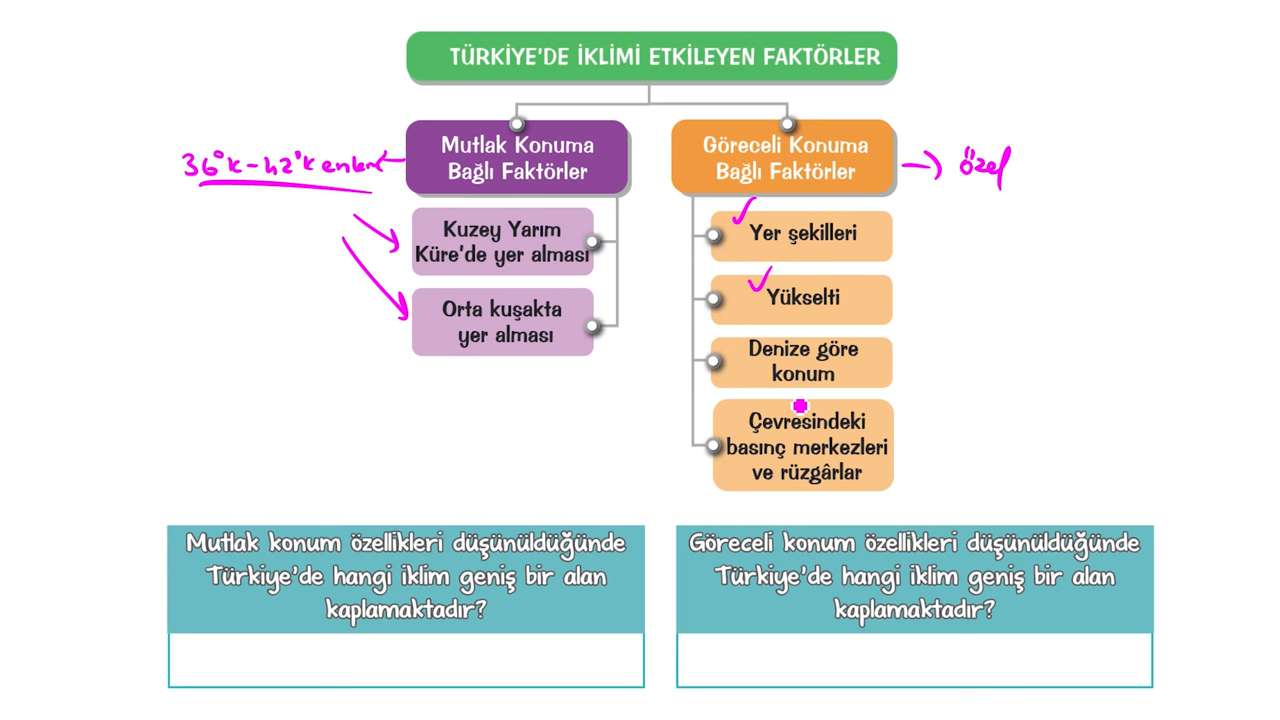 TÜRKİYE'DE İKLİMİ ETKİLEYEN FAKTÖRLER
Mutlak Konuma
Bağlı Faktörler
36°K-42°K enlem
Kuzey Yarım
Küre'de yer alması
Orta kuşakta
yer alması
Göreceli Konuma
Bağlı Faktörler
özel
Yer şekilleri
Yükselti
Denize göre
konum
Çevresindeki
basınç merkezleri
ve rüzgârlar
Mutlak konum özellikleri düşünüldüğünde
Türkiye'de hangi iklim geniş bir alan
kaplamaktadır?
Göreceli konum özellikleri düşünüldüğünde
Türkiye'de hangi iklim geniş bir alan
kaplamaktadır?